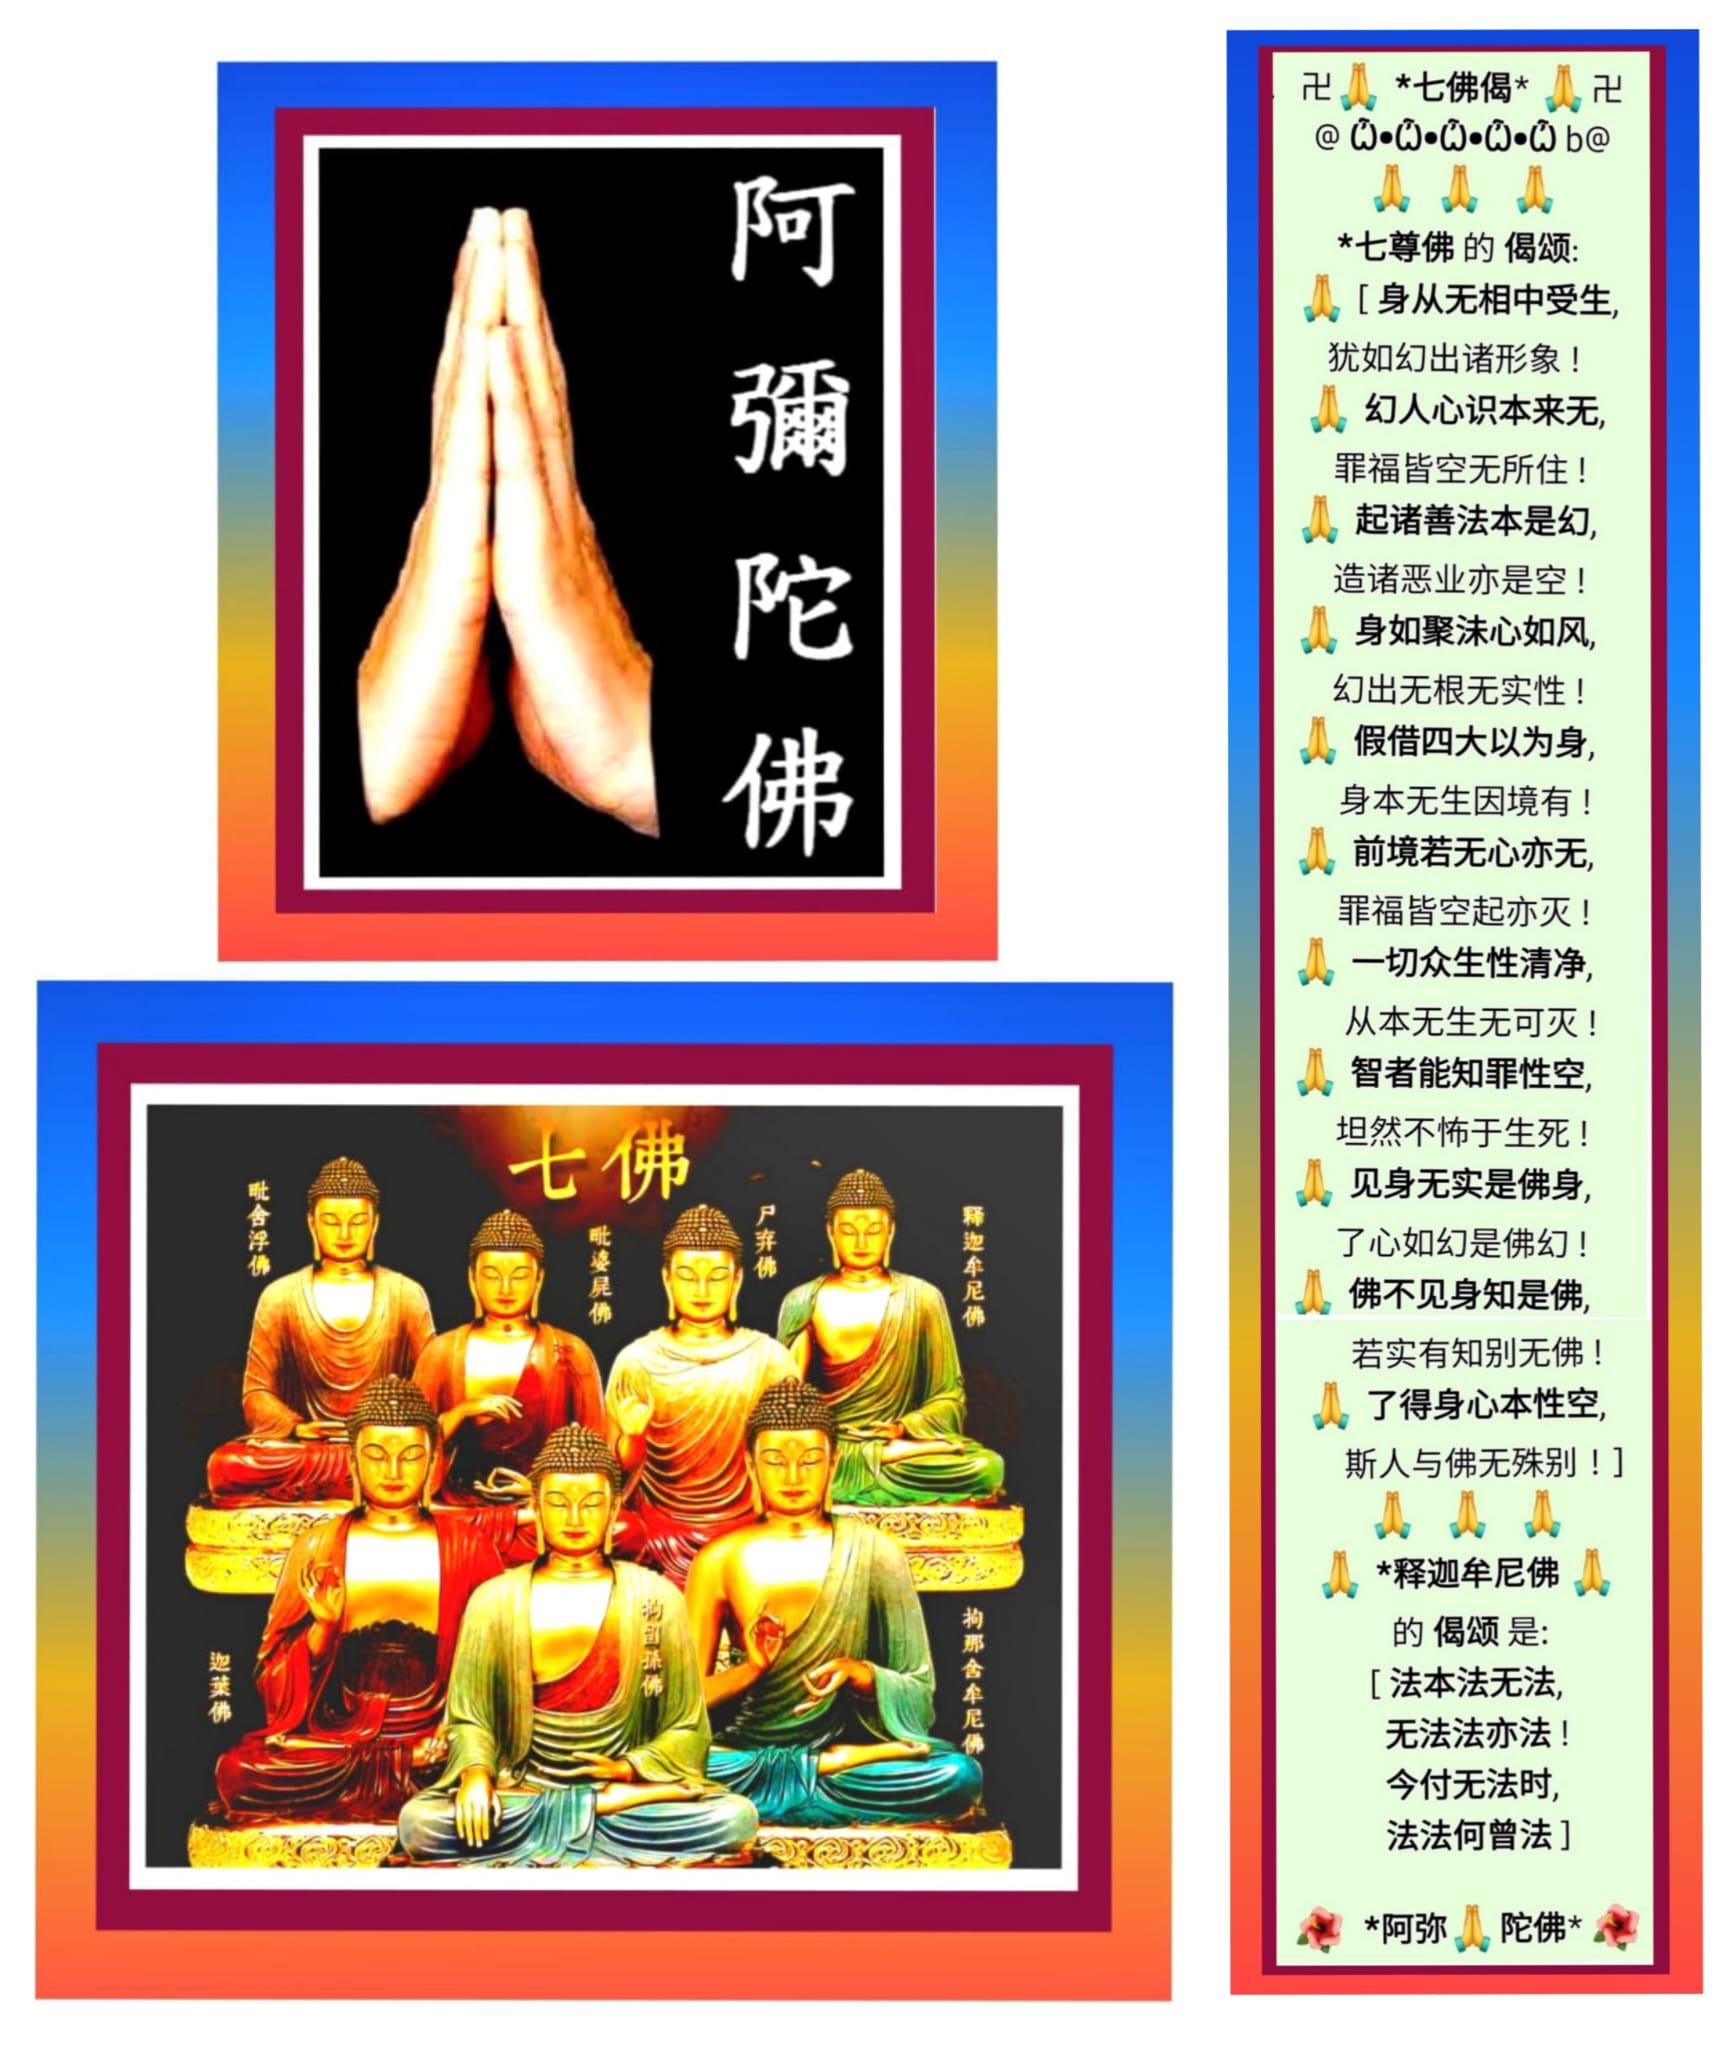 阿彌陀佛
七佛
毗舍浮佛
毗婆屍佛
尸弃佛
释迦牟尼佛
迦葉佛
拘留孫佛
拘那舍牟尼佛
卍🙏 *七佛偈* 🙏卍
@ ὮὮ•Ὦ•Ὦ•Ὦ b@
🙏 🙏 🙏
*七尊佛 的 偈颂:
🙏 [ 身从无相中受生,
犹如幻出诸形象!
🙏 幻人心识本来无,
罪福皆空无所住!
🙏 起诸善法本是幻,
造诸恶业亦是空!
🙏 身如聚沬心如风,
幻出无根无实性!
🙏 假借四大以为身,
身本无生因境有!
🙏 前境若无心亦无,
罪福皆空起亦灭!
🙏 一切众生性清净,
从本无生无可灭!
🙏 智者能知罪性空,
坦然不怖于生死!
🙏 见身无实是佛身,
了心如幻是佛幻!
🙏 佛不见身知是佛,
若实有知别无佛!
🙏 了得身心本性空,
斯人与佛无殊别!]
🙏 🙏 🙏
🙏 *释迦牟尼佛 🙏
的 偈颂 是:
[ 法本法无法,
无法法亦法!
今付无法时,
法法何曾法 ]
🌺 *阿弥🙏陀佛* 🌺